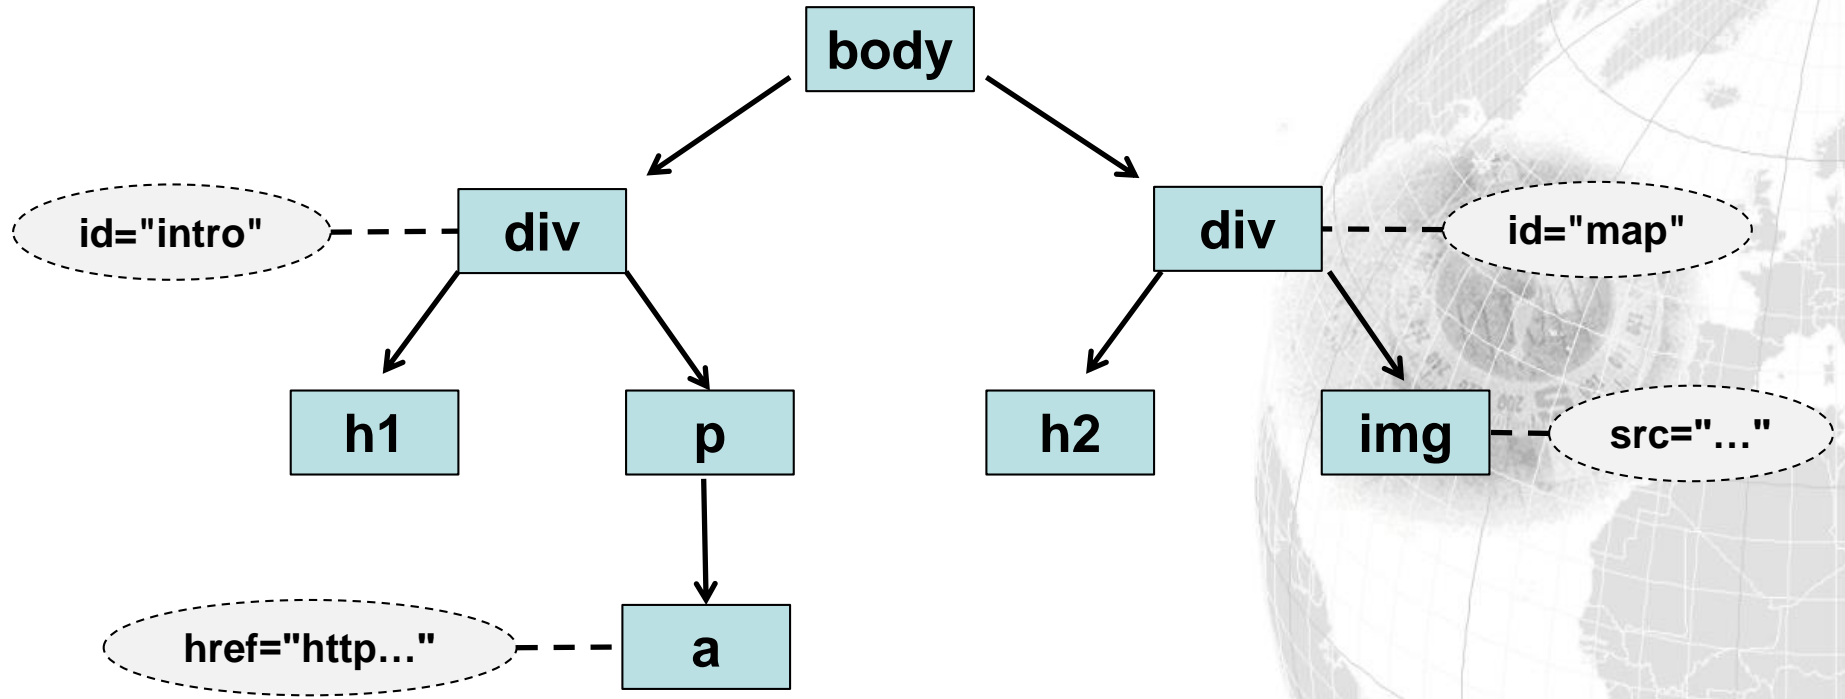 body
id="intro"
div
div
id="map"
h1
p
h2
img
src="…"
href="http…"
a